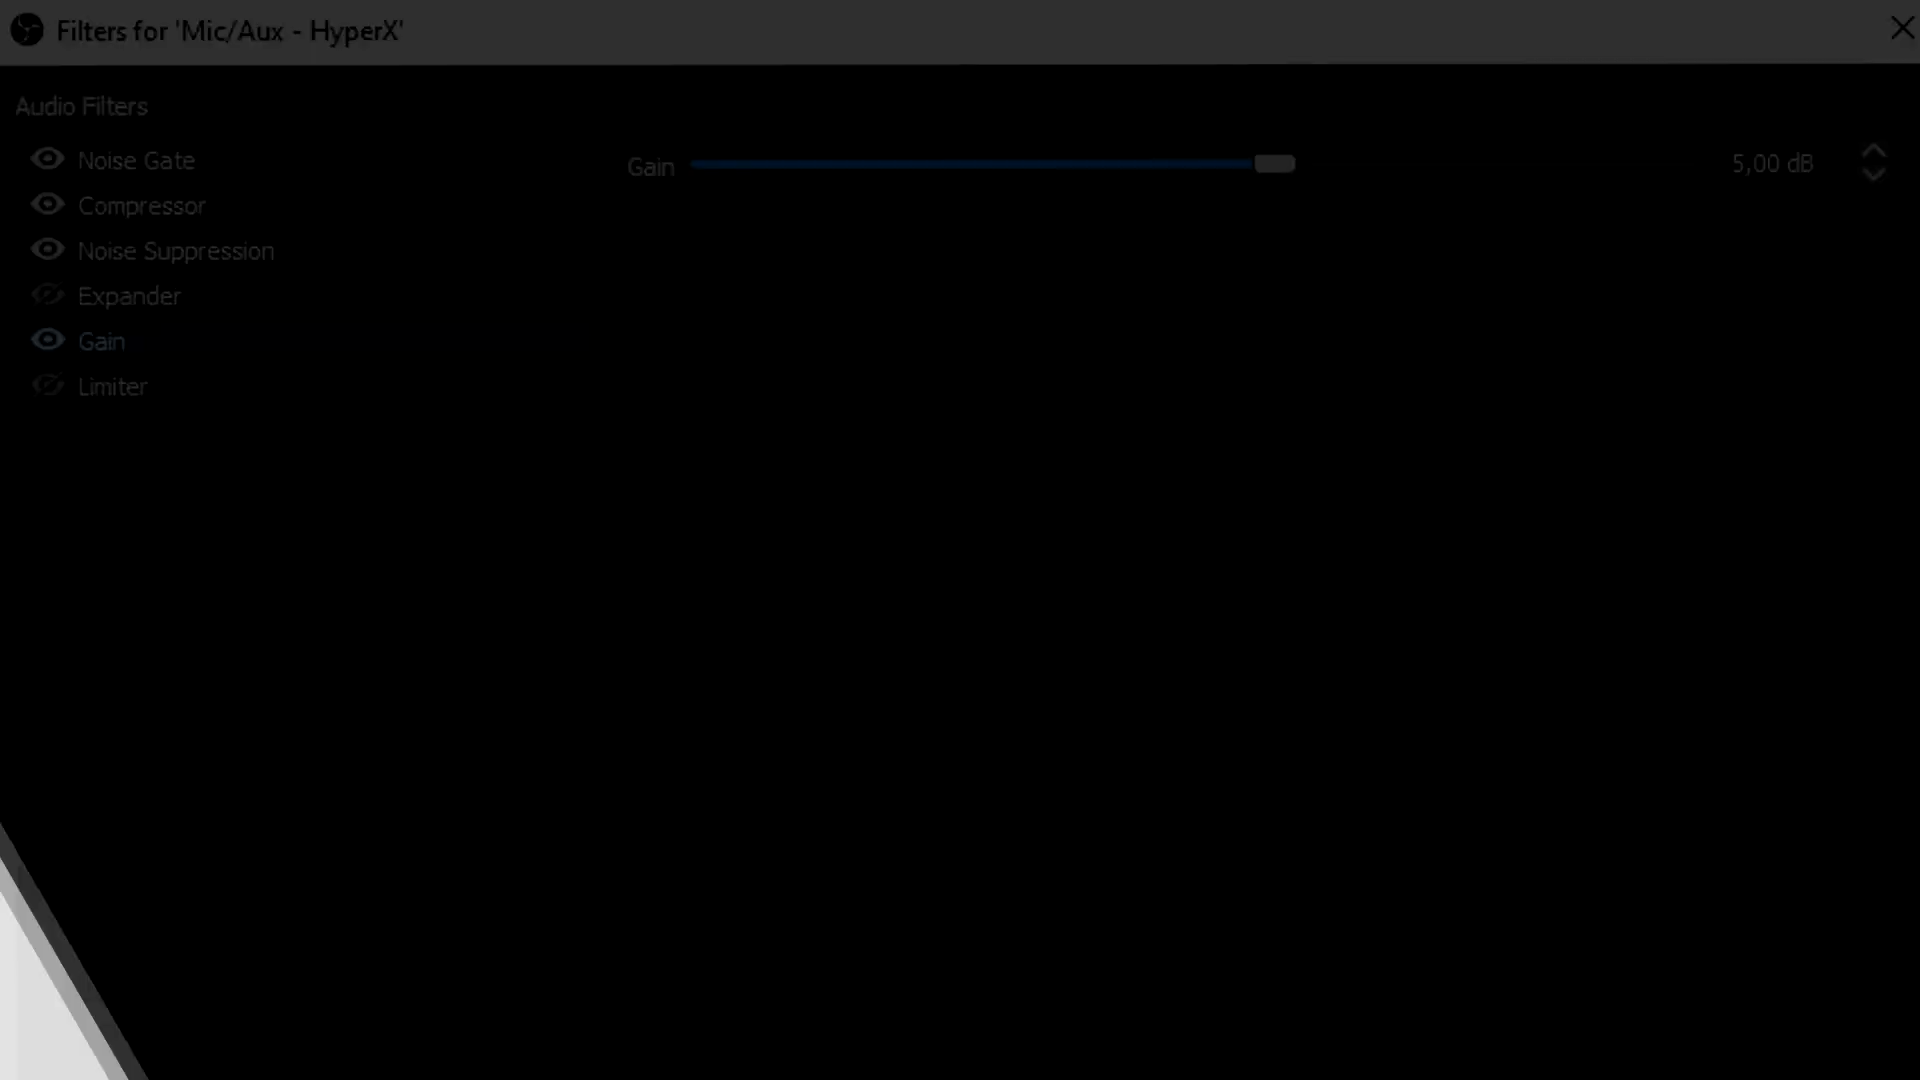 Filters for 'Mic/Aux - HyperX'
Audio Filters
Noise Gate
Compressor
Noise Suppression
Expander
Gain
Limiter
Gain
5,00 dB